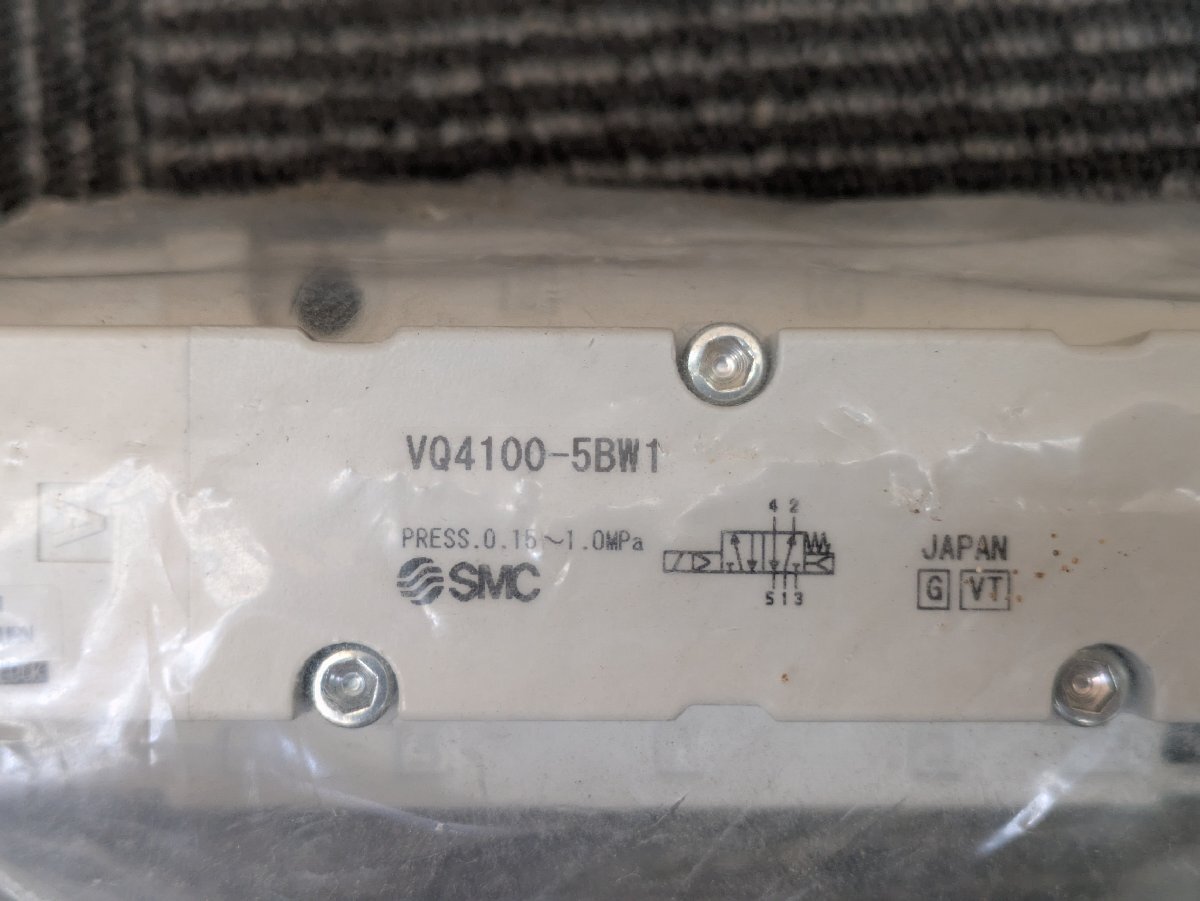 VQ4100-5BW1
PRESS.0.15~1.0MPa
SMC
4 2
5 1 3
JAPAN
G VT
A